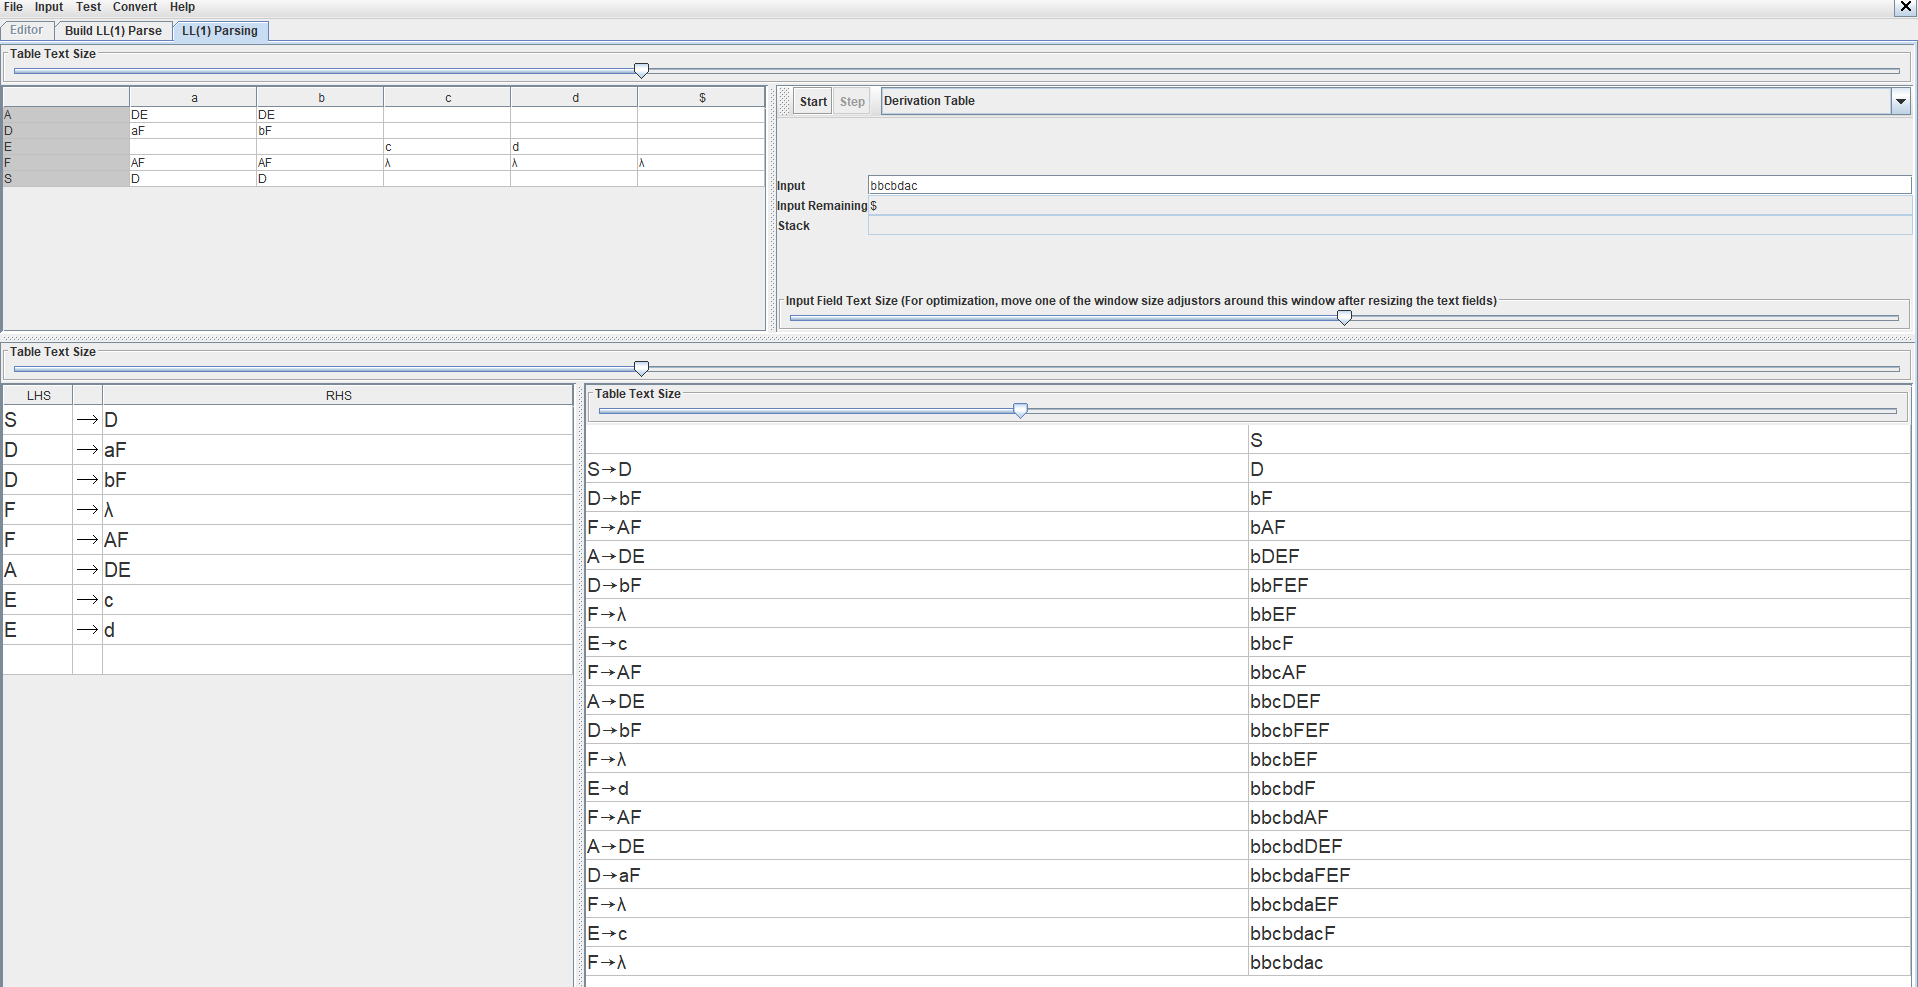 File Input Test Convert Help
Editor Build LL(1) Parse LL(1) Parsing
Table Text Size
a b c d $
A DE DE
D aF bF
E c d
F AF AF λ λ λ
S D D
Start Step Derivation Table
Input bbcbdac
Input Remaining $
Stack
Input Field Text Size (For optimization, move one of the window size adjustors around this window after resizing the text fields)
Table Text Size
LHS RHS
S → D
D → aF
D → bF
F → λ
F → AF
A → DE
E → c
E → d
Table Text Size
S
S→D D
D→bF bF
F→AF bAF
A→DE bDEF
D→bF bbFEF
F→λ bbEF
E→c bbcF
F→AF bbcAF
A→DE bbcDEF
D→bF bbcbFEF
F→λ bbcbEF
E→d bbcbdF
F→AF bbcbdAF
A→DE bbcbdDEF
D→aF bbcbdaFEF
F→λ bbcbdaEF
E→c bbcbdacF
F→λ bbcbdac